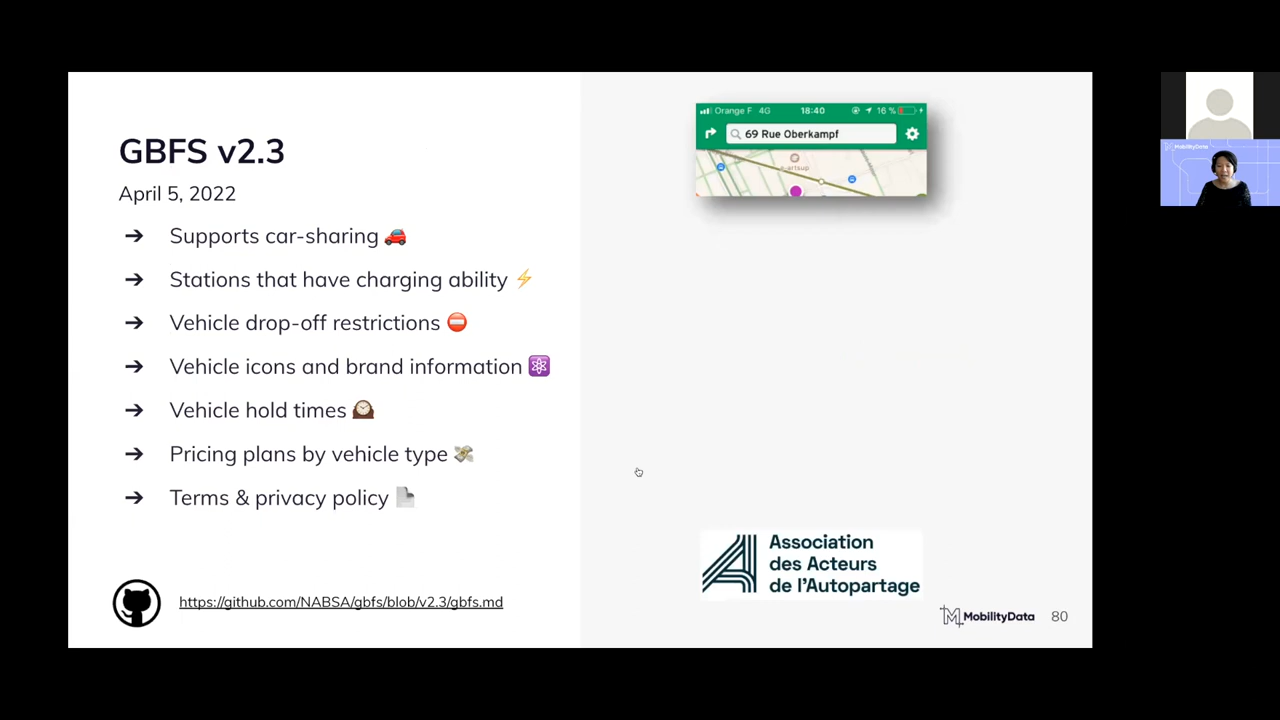 GBFS v2.3
April 5, 2022
➔ Supports car-sharing 🚗
➔ Stations that have charging ability ⚡
➔ Vehicle drop-off restrictions ⛔
➔ Vehicle icons and brand information ⚛
➔ Vehicle hold times 🕰
➔ Pricing plans by vehicle type 💸
➔ Terms & privacy policy 📄
https://github.com/NABSA/gbfs/blob/v2.3/gbfs.md
Orange F 4G 18:40 16 %
69 Rue Oberkampf
Association
des Acteurs
de l'Autopartage
MobilityData 80
MobilityData